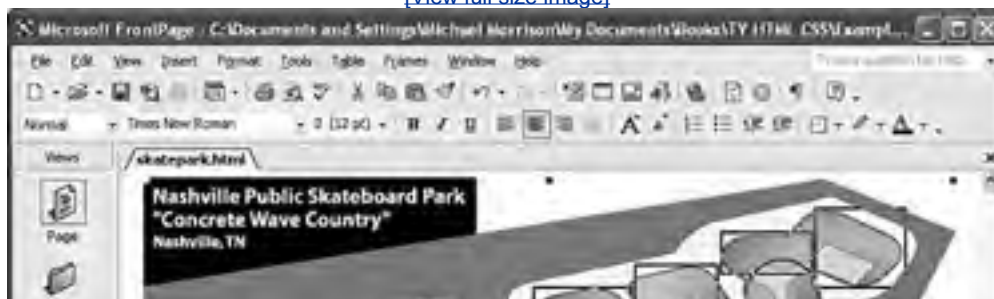 [View full size image]
Microsoft FrontPage - C:\Documents and Settings\Michael Morrison\My Documents\Books\TY HTML CSS\Exampl...
File Edit View Insert Format Tools Table Frames Window Help
Normal Times New Roman 3 (12 pt) B I U A A A
Views skatepark.html
Nashville Public Skateboard Park
"Concrete Wave Country"
Nashville, TN
Page